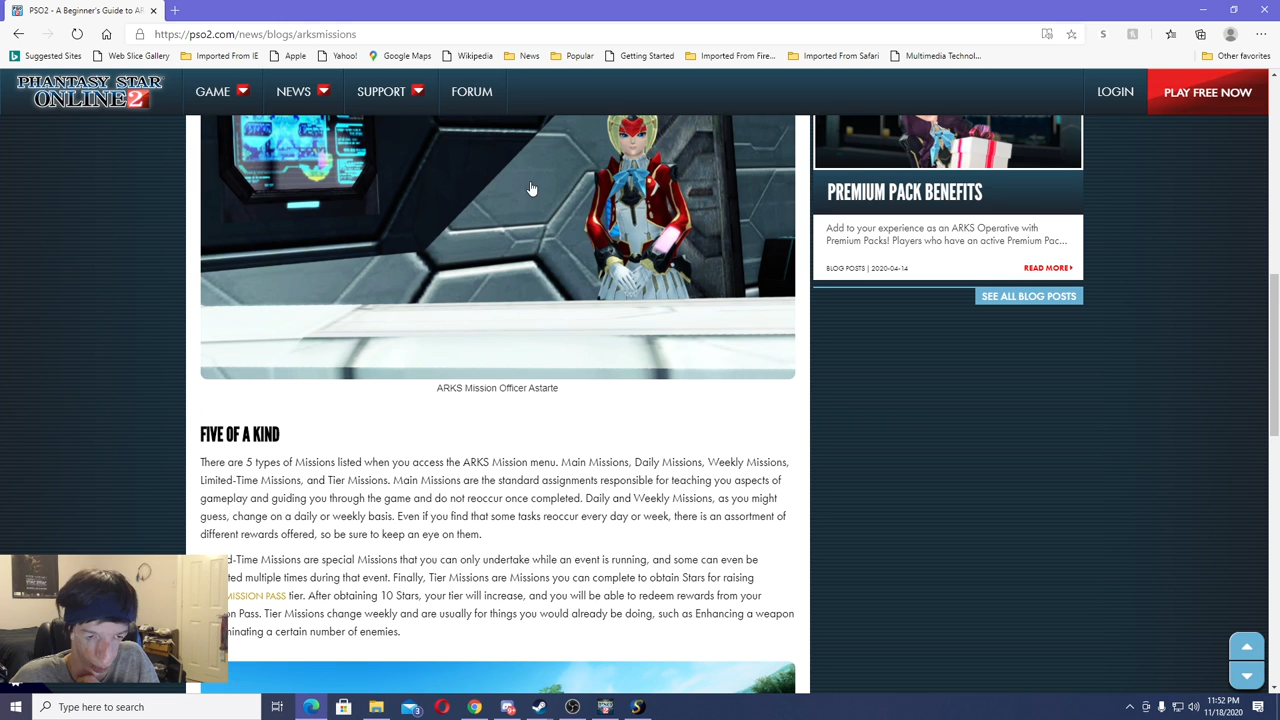 PSO2 - A Beginner's Guide to AR
https://pso2.com/news/blogs/arksmissions
Suggested Sites
Web Slice Gallery
Imported From IE
Apple
Yahoo!
Google Maps
Wikipedia
News
Popular
Getting Started
Imported From Fire...
Imported From Safari
Multimedia Technol...
Other favorites
PHANTASY STAR
ONLINE 2
GAME
NEWS
SUPPORT
FORUM
LOGIN
PLAY FREE NOW
ARKS Mission Officer Astarte
FIVE OF A KIND
There are 5 types of Missions listed when you access the ARKS Mission menu. Main Missions, Daily Missions, Weekly Missions,
Limited-Time Missions, and Tier Missions. Main Missions are the standard assignments responsible for teaching you aspects of
gameplay and guiding you through the game and do not reoccur once completed. Daily and Weekly Missions, as you might
guess, change on a daily or weekly basis. Even if you find that some tasks reoccur every day or week, there is an assortment of
different rewards offered, so be sure to keep an eye on them.
d-Time Missions are special Missions that you can only undertake while an event is running, and some can even be
ted multiple times during that event. Finally, Tier Missions are Missions you can complete to obtain Stars for raising
MISSION PASS tier. After obtaining 10 Stars, your tier will increase, and you will be able to redeem rewards from your
on Pass. Tier Missions change weekly and are usually for things you would already be doing, such as Enhancing a weapon
minating a certain number of enemies.
PREMIUM PACK BENEFITS
Add to your experience as an ARKS Operative with
Premium Packs! Players who have an active Premium Pac...
BLOG POSTS | 2020-04-14
READ MORE
SEE ALL BLOG POSTS
Type here to search
11:52 PM
11/18/2020